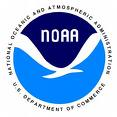 NATIONAL OCEANIC AND ATMOSPHERIC ADMINISTRATION
NOAA
U.S. DEPARTMENT OF COMMERCE